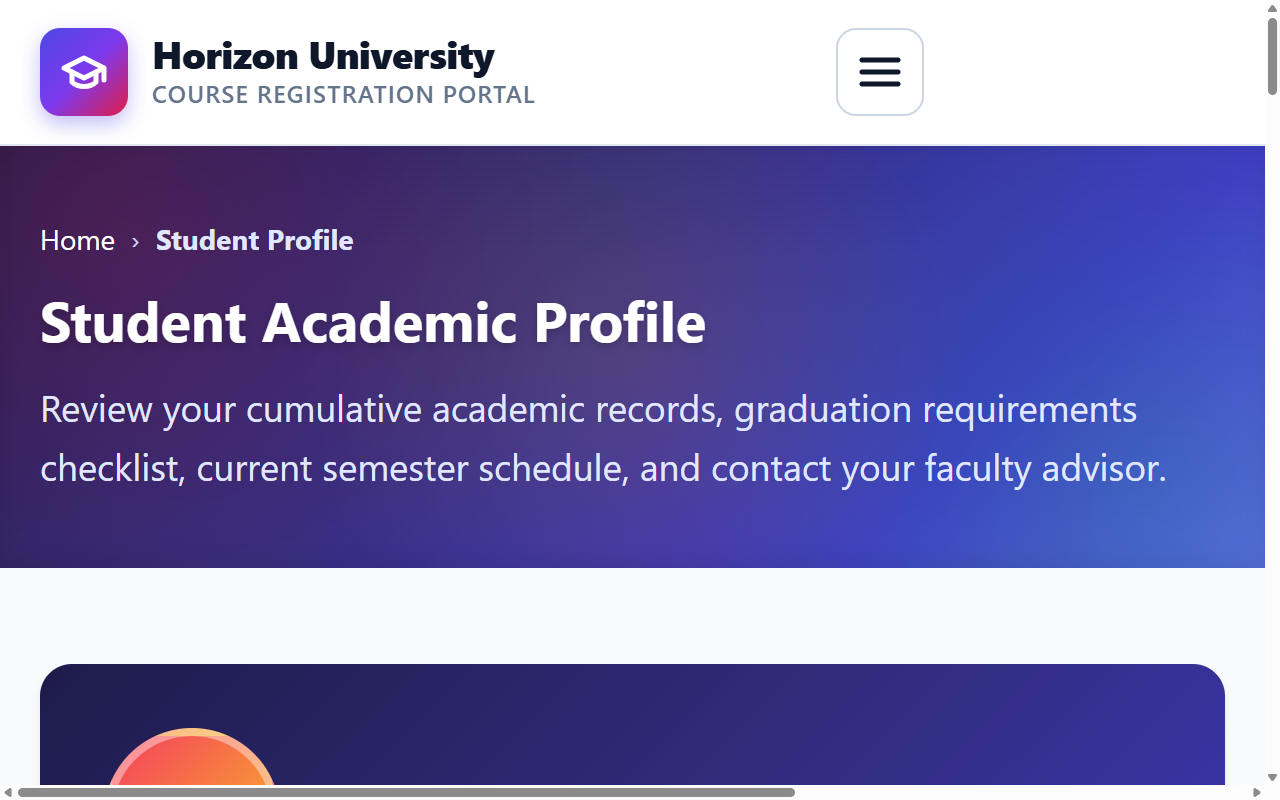 Horizon University
COURSE REGISTRATION PORTAL
Home › Student Profile
Student Academic Profile
Review your cumulative academic records, graduation requirements
checklist, current semester schedule, and contact your faculty advisor.